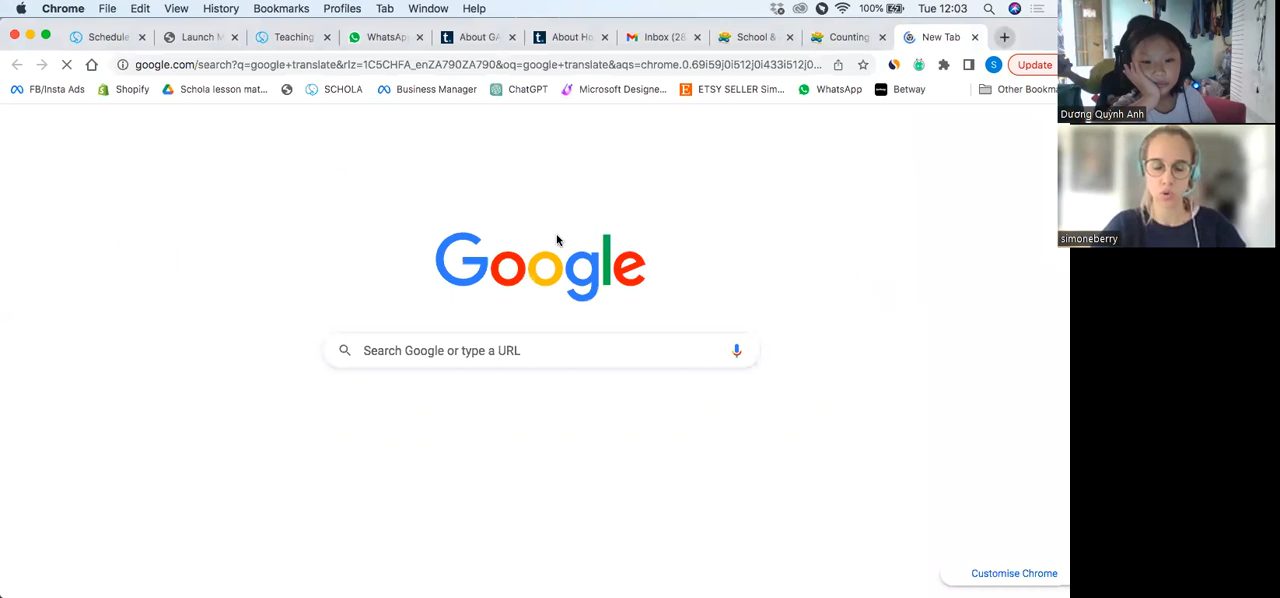 Chrome File Edit View History Bookmarks Profiles Tab Window Help 100% Tue 12:03
Schedule Launch M Teaching WhatsAp About GA About Ho Inbox (28 School & Counting New Tab
google.com/search?q=google+translate&rlz=1C5CHFA_enZA790ZA790&oq=google+translate&aqs=chrome.0.69i59j0i512j0i433i512j0... S Update
FB/Insta Ads Shopify Schola lesson mat... SCHOLA Business Manager ChatGPT Microsoft Designe... ETSY SELLER Sim... WhatsApp Betway Other Bookma
Dương Quỳnh Anh
simoneberry
Google
Search Google or type a URL
Customise Chrome